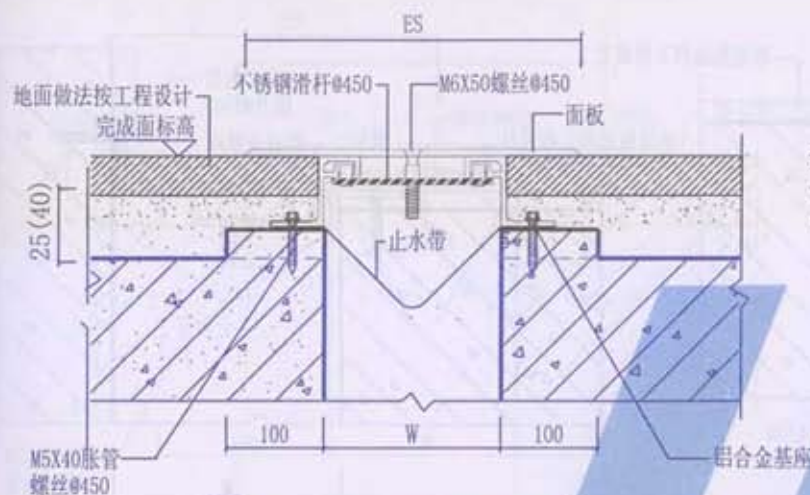 ES
不锈钢滑杆@450
M6X50螺丝@450
地面做法按工程设计
完成面标高
面板
25(40)
止水带
100
W
100
M5X40胀管
螺丝@450
铝合金基座